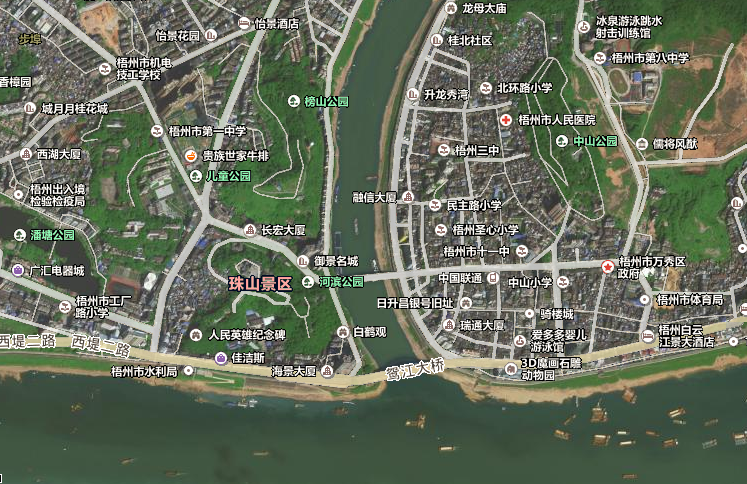 龙母太庙
步埠
怡景花园
怡景酒店
冰泉游泳跳水
射击训练馆
桂北社区
梧州市第八中学
梧州市机电
技工学校
香樟园
北环路小学
升龙秀湾
榜山公园
城月月桂花城
梧州市人民医院
梧州市第一中学
中山公园
儒将风猷
西湖大厦
贵族世家牛排
梧州三中
儿童公园
梧州出入境
检验检疫局
融信大厦
民主路小学
潘塘公园
长宏大厦
梧州圣心小学
梧州市十一中
广汇电器城
御景名城
梧州市万秀区
政府
珠山景区
河滨公园
中国联通
中山小学
梧州市工厂
路小学
日升昌银号旧址
骑楼城
梧州市体育局
瑞通大厦
人民英雄纪念碑
白鹤观
爱多多婴儿
游泳馆
梧州白云
江景大酒店
西堤二路
西堤二路
佳洁斯
梧州市水利局
海景大厦
鸳江大桥
3D魔画石雕
动物园